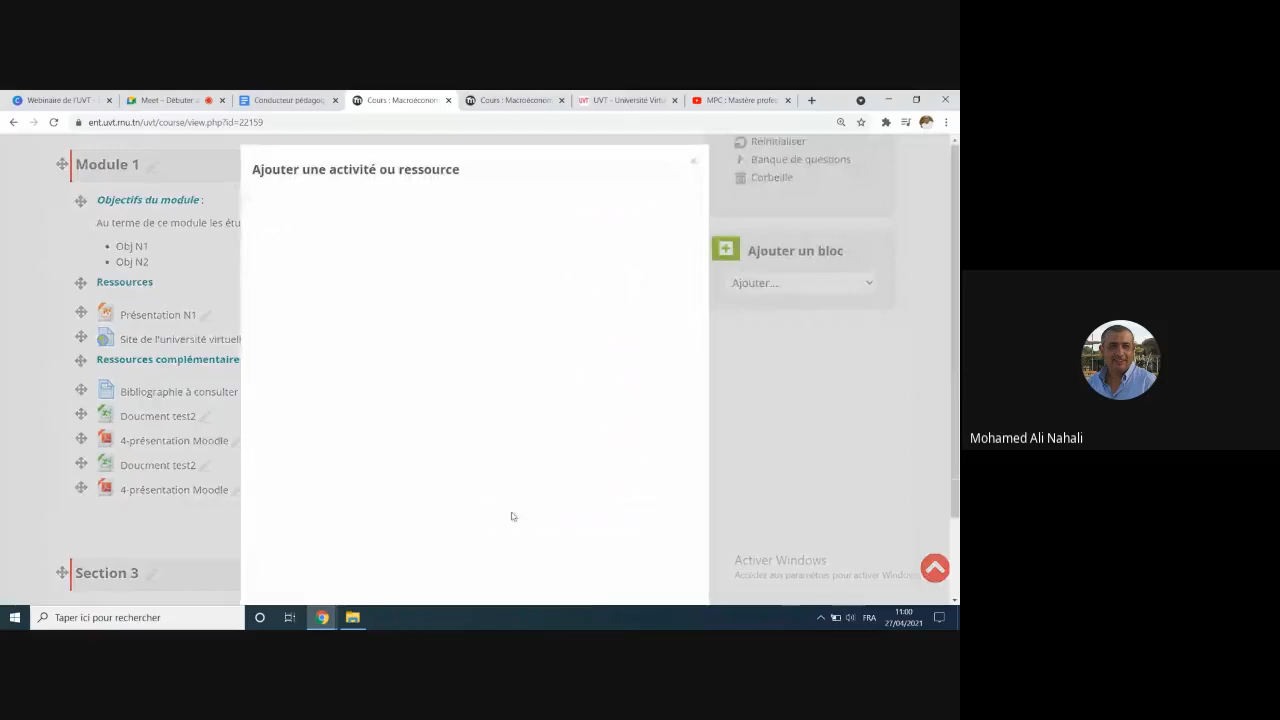 Webinaire de l'UVT
Meet – Débuter
Conducteur pédagog
Cours : Macroéconom
Cours : Macroéconom
UVT - Université Virtu
MPC : Mastère profes
ent.uvt.rnu.tn/uvt/course/view.php?id=22159
Module 1
Objectifs du module :
Au terme de ce module les étu
Obj N1
Obj N2
Ressources
Présentation N1
Site de l'université virtuell
Ressources complémentaire
Bibliographie à consulter
Doucment test2
4-présentation Moodle
Doucment test2
4-présentation Moodle
Section 3
Ajouter une activité ou ressource
Réinitialiser
Banque de questions
Corbeille
Ajouter un bloc
Ajouter...
Activer Windows
Accédez aux paramètres pour activer Windows
Taper ici pour rechercher
FRA
11:00
27/04/2021
Mohamed Ali Nahali